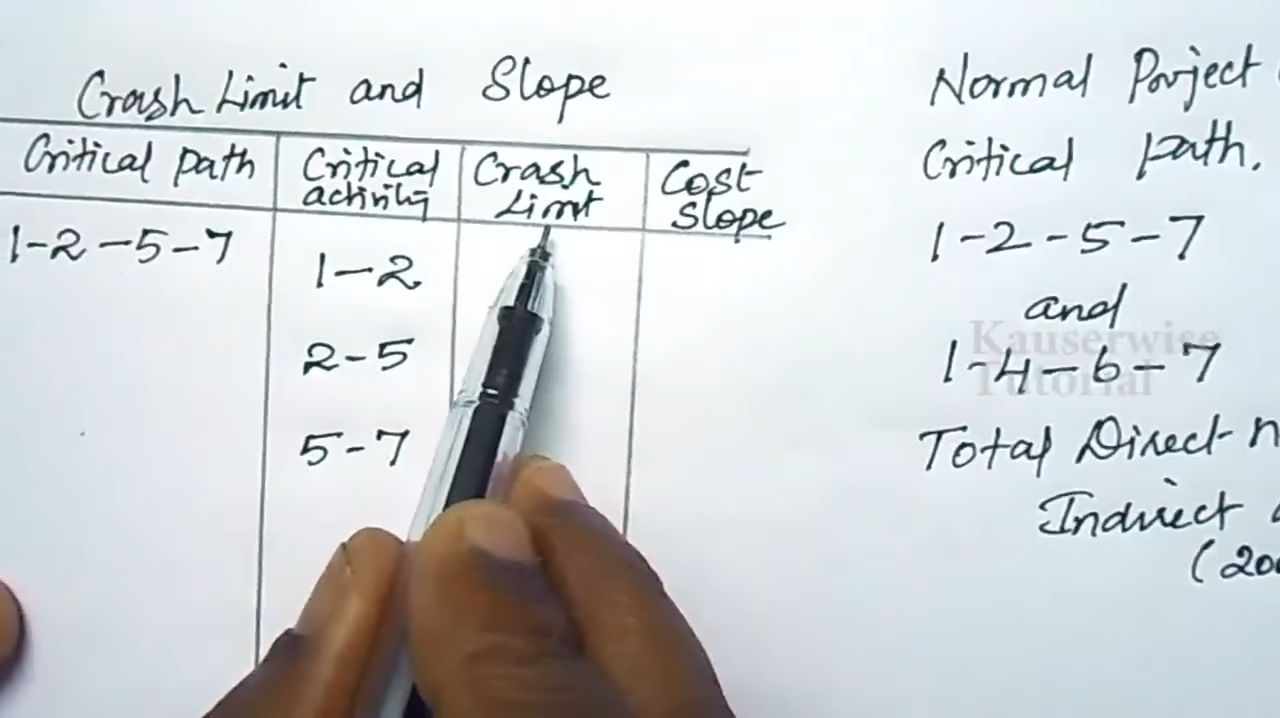 Crash Limit and Slope
Critical path
Critical activity
Crash Limit
Cost Slope
1-2-5-7
1-2
2-5
5-7
Normal Porject
Critical path.
1-2-5-7
and
1-4-6-7
Total Direct
Indirect
(200
Kauserwise
Tutorial